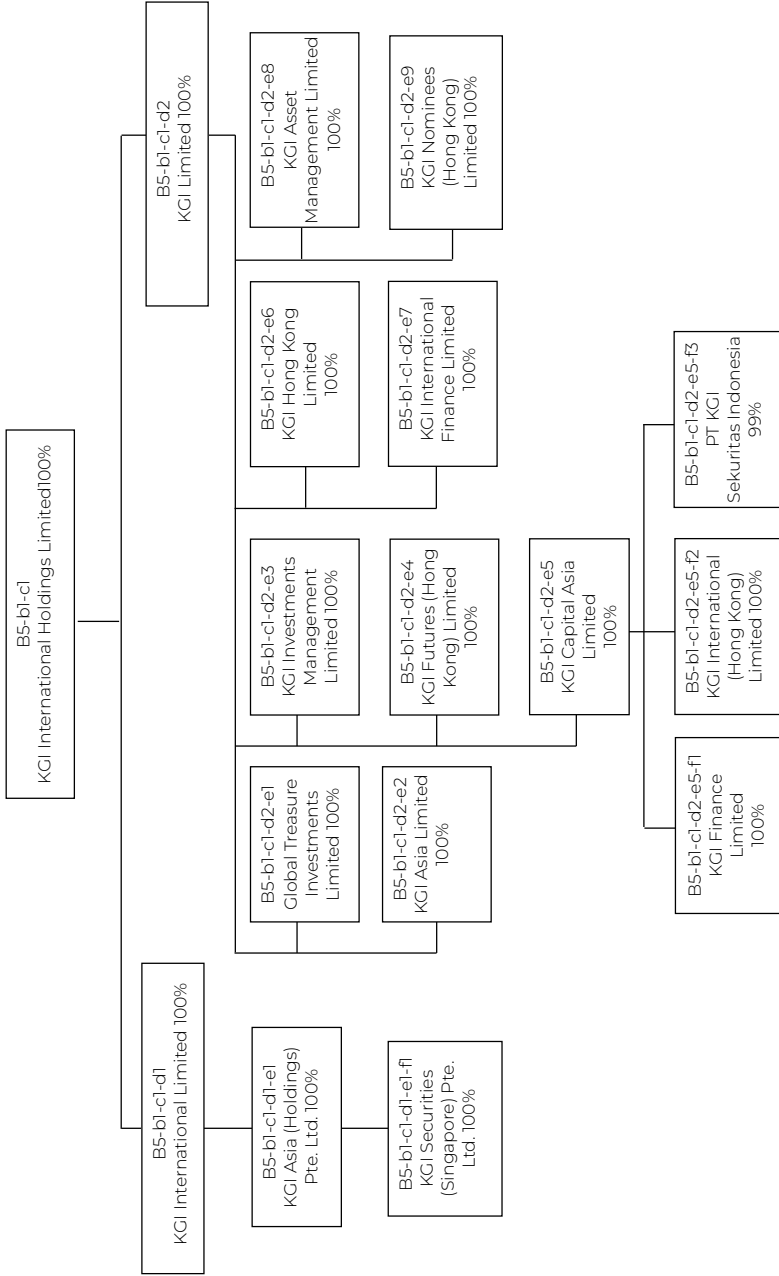 B5-b1-c1
KGI International Holdings Limited100%
B5-b1-c1-d1
KGI International Limited 100%
B5-b1-c1-d2
KGI Limited 100%
B5-b1-c1-d1-e1
KGI Asia (Holdings)
Pte. Ltd. 100%
B5-b1-c1-d1-e1-f1
KGI Securities
(Singapore) Pte.
Ltd. 100%
B5-b1-c1-d2-e1
Global Treasure
Investments
Limited 100%
B5-b1-c1-d2-e2
KGI Asia Limited
100%
B5-b1-c1-d2-e3
KGI Investments
Management
Limited 100%
B5-b1-c1-d2-e4
KGI Futures (Hong
Kong) Limited
100%
B5-b1-c1-d2-e5
KGI Capital Asia
Limited
100%
B5-b1-c1-d2-e6
KGI Hong Kong
Limited
100%
B5-b1-c1-d2-e7
KGI International
Finance Limited
100%
B5-b1-c1-d2-e8
KGI Asset
Management Limited
100%
B5-b1-c1-d2-e9
KGI Nominees
(Hong Kong)
Limited 100%
B5-b1-c1-d2-e5-f1
KGI Finance
Limited
100%
B5-b1-c1-d2-e5-f2
KGI International
(Hong Kong)
Limited 100%
B5-b1-c1-d2-e5-f3
PT KGI
Sekuritas Indonesia
99%